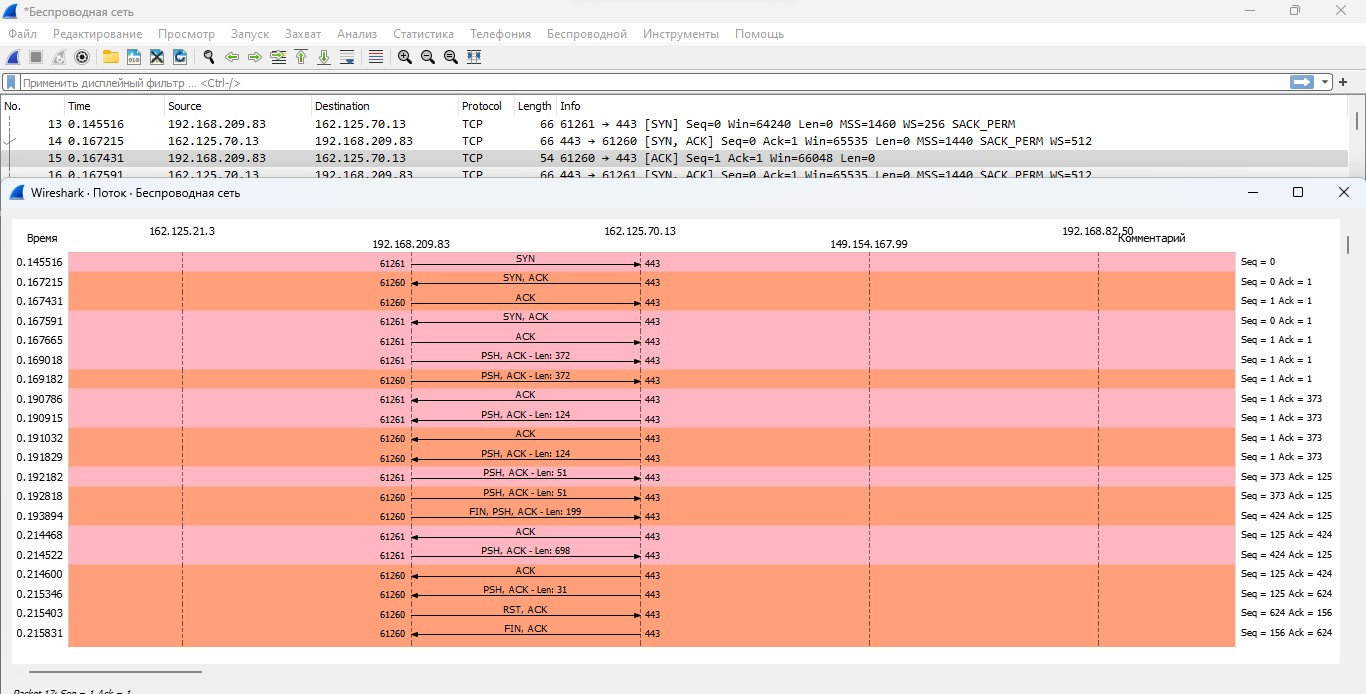 *Беспроводная сеть
Файл Редактирование Просмотр Запуск Захват Анализ Статистика Телефония Беспроводной Инструменты Помощь
Применить дисплейный фильтр ... <Ctrl-/>
No. Time Source Destination Protocol Length Info
13 0.145516 192.168.209.83 162.125.70.13 TCP 66 61261 → 443 [SYN] Seq=0 Win=64240 Len=0 MSS=1460 WS=256 SACK_PERM
14 0.167215 162.125.70.13 192.168.209.83 TCP 66 443 → 61260 [SYN, ACK] Seq=0 Ack=1 Win=65535 Len=0 MSS=1440 SACK_PERM WS=512
15 0.167431 192.168.209.83 162.125.70.13 TCP 54 61260 → 443 [ACK] Seq=1 Ack=1 Win=66048 Len=0
16 0.167591 162.125.70.13 192.168.209.83 TCP 66 443 → 61261 [SYN, ACK] Seq=0 Ack=1 Win=65535 Len=0 MSS=1440 SACK_PERM WS=512
Wireshark · Поток · Беспроводная сеть
162.125.21.3 162.125.70.13 192.168.82.50
Время 192.168.209.83 149.154.167.99 Комментарий
0.145516 61261 SYN 443 Seq = 0
0.167215 61260 SYN, ACK 443 Seq = 0 Ack = 1
0.167431 61260 ACK 443 Seq = 1 Ack = 1
0.167591 61261 SYN, ACK 443 Seq = 0 Ack = 1
0.167665 61261 ACK 443 Seq = 1 Ack = 1
0.169018 61261 PSH, ACK - Len: 372 443 Seq = 1 Ack = 1
0.169182 61260 PSH, ACK - Len: 372 443 Seq = 1 Ack = 1
0.190786 61261 ACK 443 Seq = 1 Ack = 373
0.190915 61261 PSH, ACK - Len: 124 443 Seq = 1 Ack = 373
0.191032 61260 ACK 443 Seq = 1 Ack = 373
0.191829 61260 PSH, ACK - Len: 124 443 Seq = 1 Ack = 373
0.192182 61261 PSH, ACK - Len: 51 443 Seq = 373 Ack = 125
0.192818 61260 PSH, ACK - Len: 51 443 Seq = 373 Ack = 125
0.193894 61260 FIN, PSH, ACK - Len: 199 443 Seq = 424 Ack = 125
0.214468 61261 ACK 443 Seq = 125 Ack = 424
0.214522 61261 PSH, ACK - Len: 698 443 Seq = 424 Ack = 125
0.214600 61260 ACK 443 Seq = 125 Ack = 424
0.215346 61260 PSH, ACK - Len: 31 443 Seq = 125 Ack = 624
0.215403 61260 RST, ACK 443 Seq = 624 Ack = 156
0.215831 61260 FIN, ACK 443 Seq = 156 Ack = 624
Packet 17: Seq = 1 Ack = 1